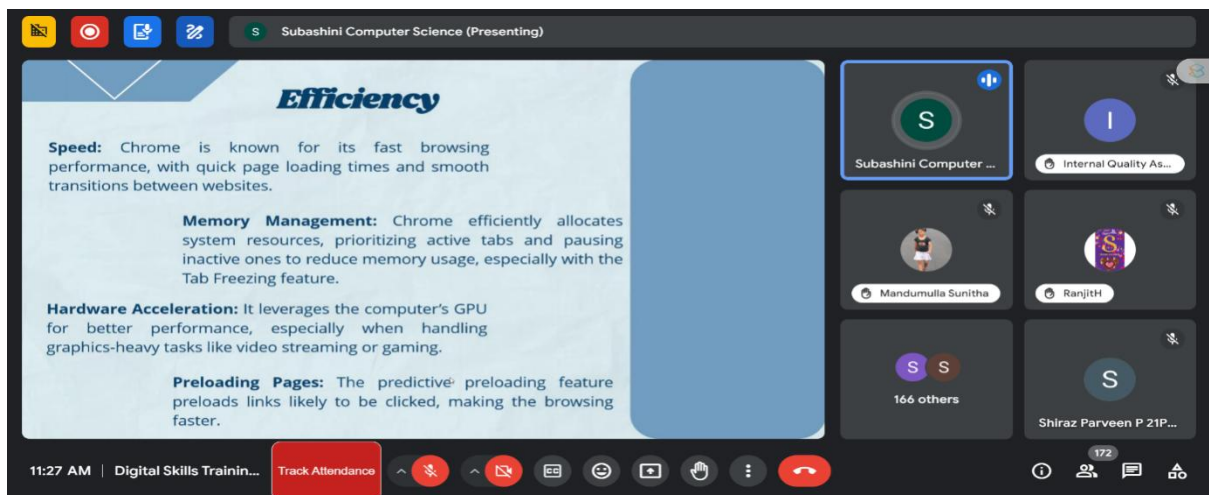 S Subashini Computer Science (Presenting)
Efficiency
Speed: Chrome is known for its fast browsing
performance, with quick page loading times and smooth
transitions between websites.
Memory Management: Chrome efficiently allocates
system resources, prioritizing active tabs and pausing
inactive ones to reduce memory usage, especially with the
Tab Freezing feature.
Hardware Acceleration: It leverages the computer's GPU
for better performance, especially when handling
graphics-heavy tasks like video streaming or gaming.
Preloading Pages: The predictive preloading feature
preloads links likely to be clicked, making the browsing
faster.
S
Subashini Computer ...
I
Internal Quality As...
Mandumulla Sunitha
S
RanjitH
S S
166 others
S
Shiraz Parveen P 21P...
11:27 AM | Digital Skills Trainin...
Track Attendance
CC
172